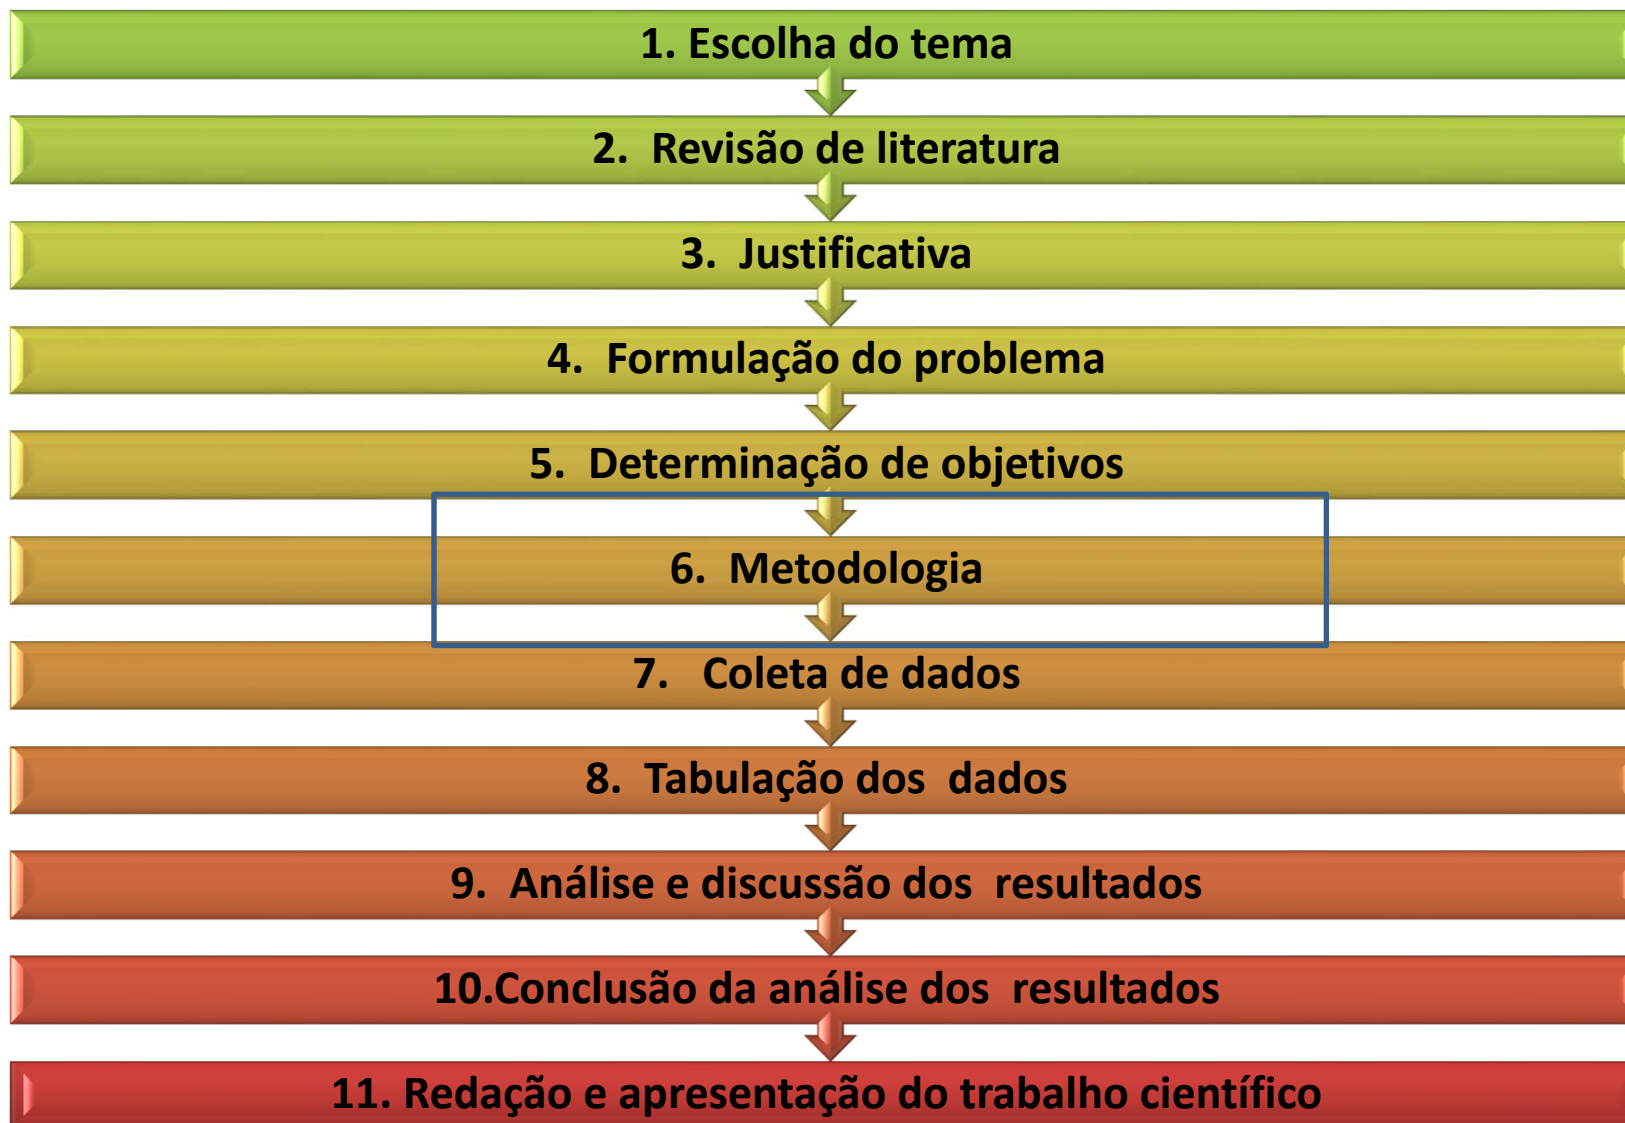 1. Escolha do tema
2. Revisão de literatura
3. Justificativa
4. Formulação do problema
5. Determinação de objetivos
6. Metodologia
7. Coleta de dados
8. Tabulação dos dados
9. Análise e discussão dos resultados
10.Conclusão da análise dos resultados
11. Redação e apresentação do trabalho científico